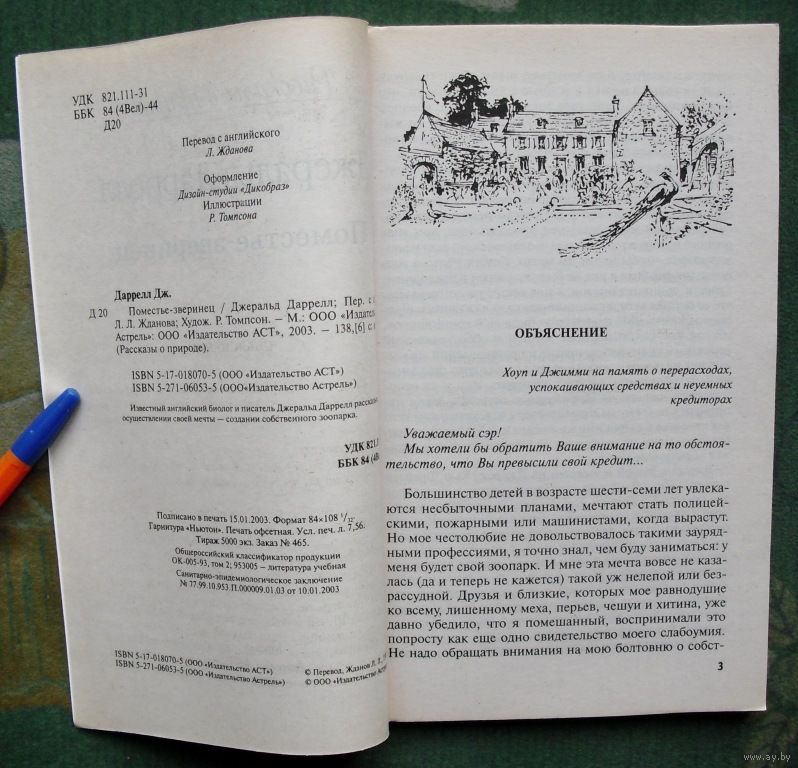 УДК 821.111-31
ББК 84 (4Вел)-44
Д20
Перевод с английского
Л. Жданова
Оформление
Дизайн-студии «Дикобраз»
Иллюстрации
Р. Томпсона
Даррелл Дж.
Д 20 Поместье-зверинец / Джеральд Даррелл; Пер. с
Л. Л. Жданова; Худож. Р. Томпсон. — М.: ООО «Издатель
Астрель»: ООО «Издательство АСТ», 2003. — 138,[6] с.:
(Рассказы о природе).
ISBN 5-17-018070-5 (ООО «Издательство АСТ»)
ISBN 5-271-06053-5 (ООО«Издательство Астрель»)
Известный английский биолог и писатель Джеральд Даррелл рассказы
осуществлении своей мечты — создании собственного зоопарка.
УДК 821.1
ББК 84 (4Ве
Подписано в печать 15.01.2003. Формат 84×108 1/32.
Гарнитура «Ньютон». Печать офсетная. Усл. печ. л. 7,56.
Тираж 5000 экз. Заказ № 465.
Общероссийский классификатор продукции
ОК-005-93, том 2; 953005 – литература учебная
Санитарно-эпидемиологическое заключение
№ 77.99.10.953.П.000009.01.03 от 10.01.2003
ISBN 5-17-018070-5 (ООО «Издательство АСТ»)
ISBN 5-271-06053-5 (ООО «Издательство Астрель»)
© Перевод, Жданов Л. Л.,
© ООО «Издательство Аст
ОБЪЯСНЕНИЕ
Хоуп и Джимми на память о перерасходах,
успокаивающих средствах и неуемных
кредиторах
Уважаемый сэр!
Мы хотели бы обратить Ваше внимание на то обстоя-
тельство, что Вы превысили свой кредит...
Большинство детей в возрасте шести-семи лет увлека-
ются несбыточными планами, мечтают стать полицей-
скими, пожарными или машинистами, когда вырастут.
Но мое честолюбие не довольствовалось такими зауряд-
ными профессиями, я точно знал, чем буду заниматься: у
меня будет свой зоопарк. И мне эта мечта вовсе не каза-
лась (да и теперь не кажется) такой уж нелепой или без-
рассудной. Друзья и близкие, которых мое равнодушие
ко всему, лишенному меха, перьев, чешуи и хитина, уже
давно убедило, что я помешанный, воспринимали это
попросту как еще одно свидетельство моего слабоумия.
Не надо обращать внимания на мою болтовню о собст-
3
www.ay.by